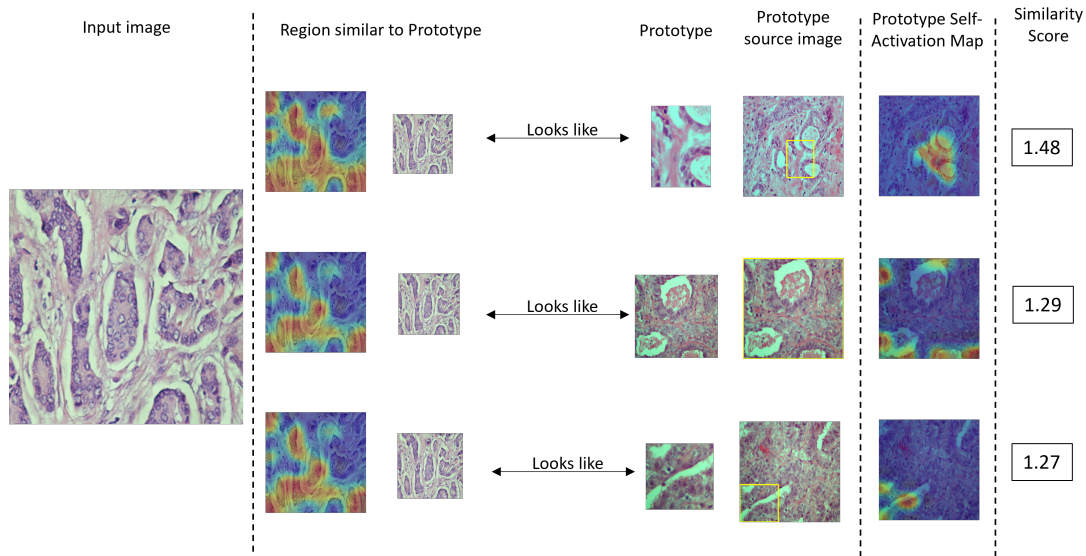 Input image
Region similar to Prototype
Prototype
Prototype
source image
Prototype Self-
Activation Map
Similarity
Score
Looks like
1.48
Looks like
1.29
Looks like
1.27